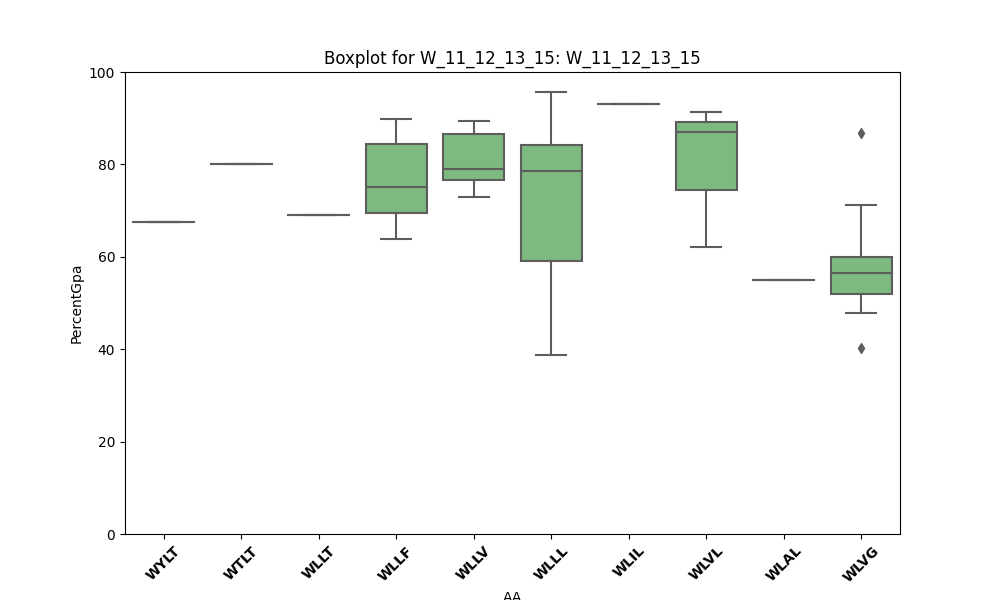 Boxplot for W_11_12_13_15: W_11_12_13_15
100
80
60
40
20
0
PercentGpa
WYLT
WTLT
WLLT
WLLF
WLLV
WLLL
WLIL
WLVL
WLAL
WLVG
AA